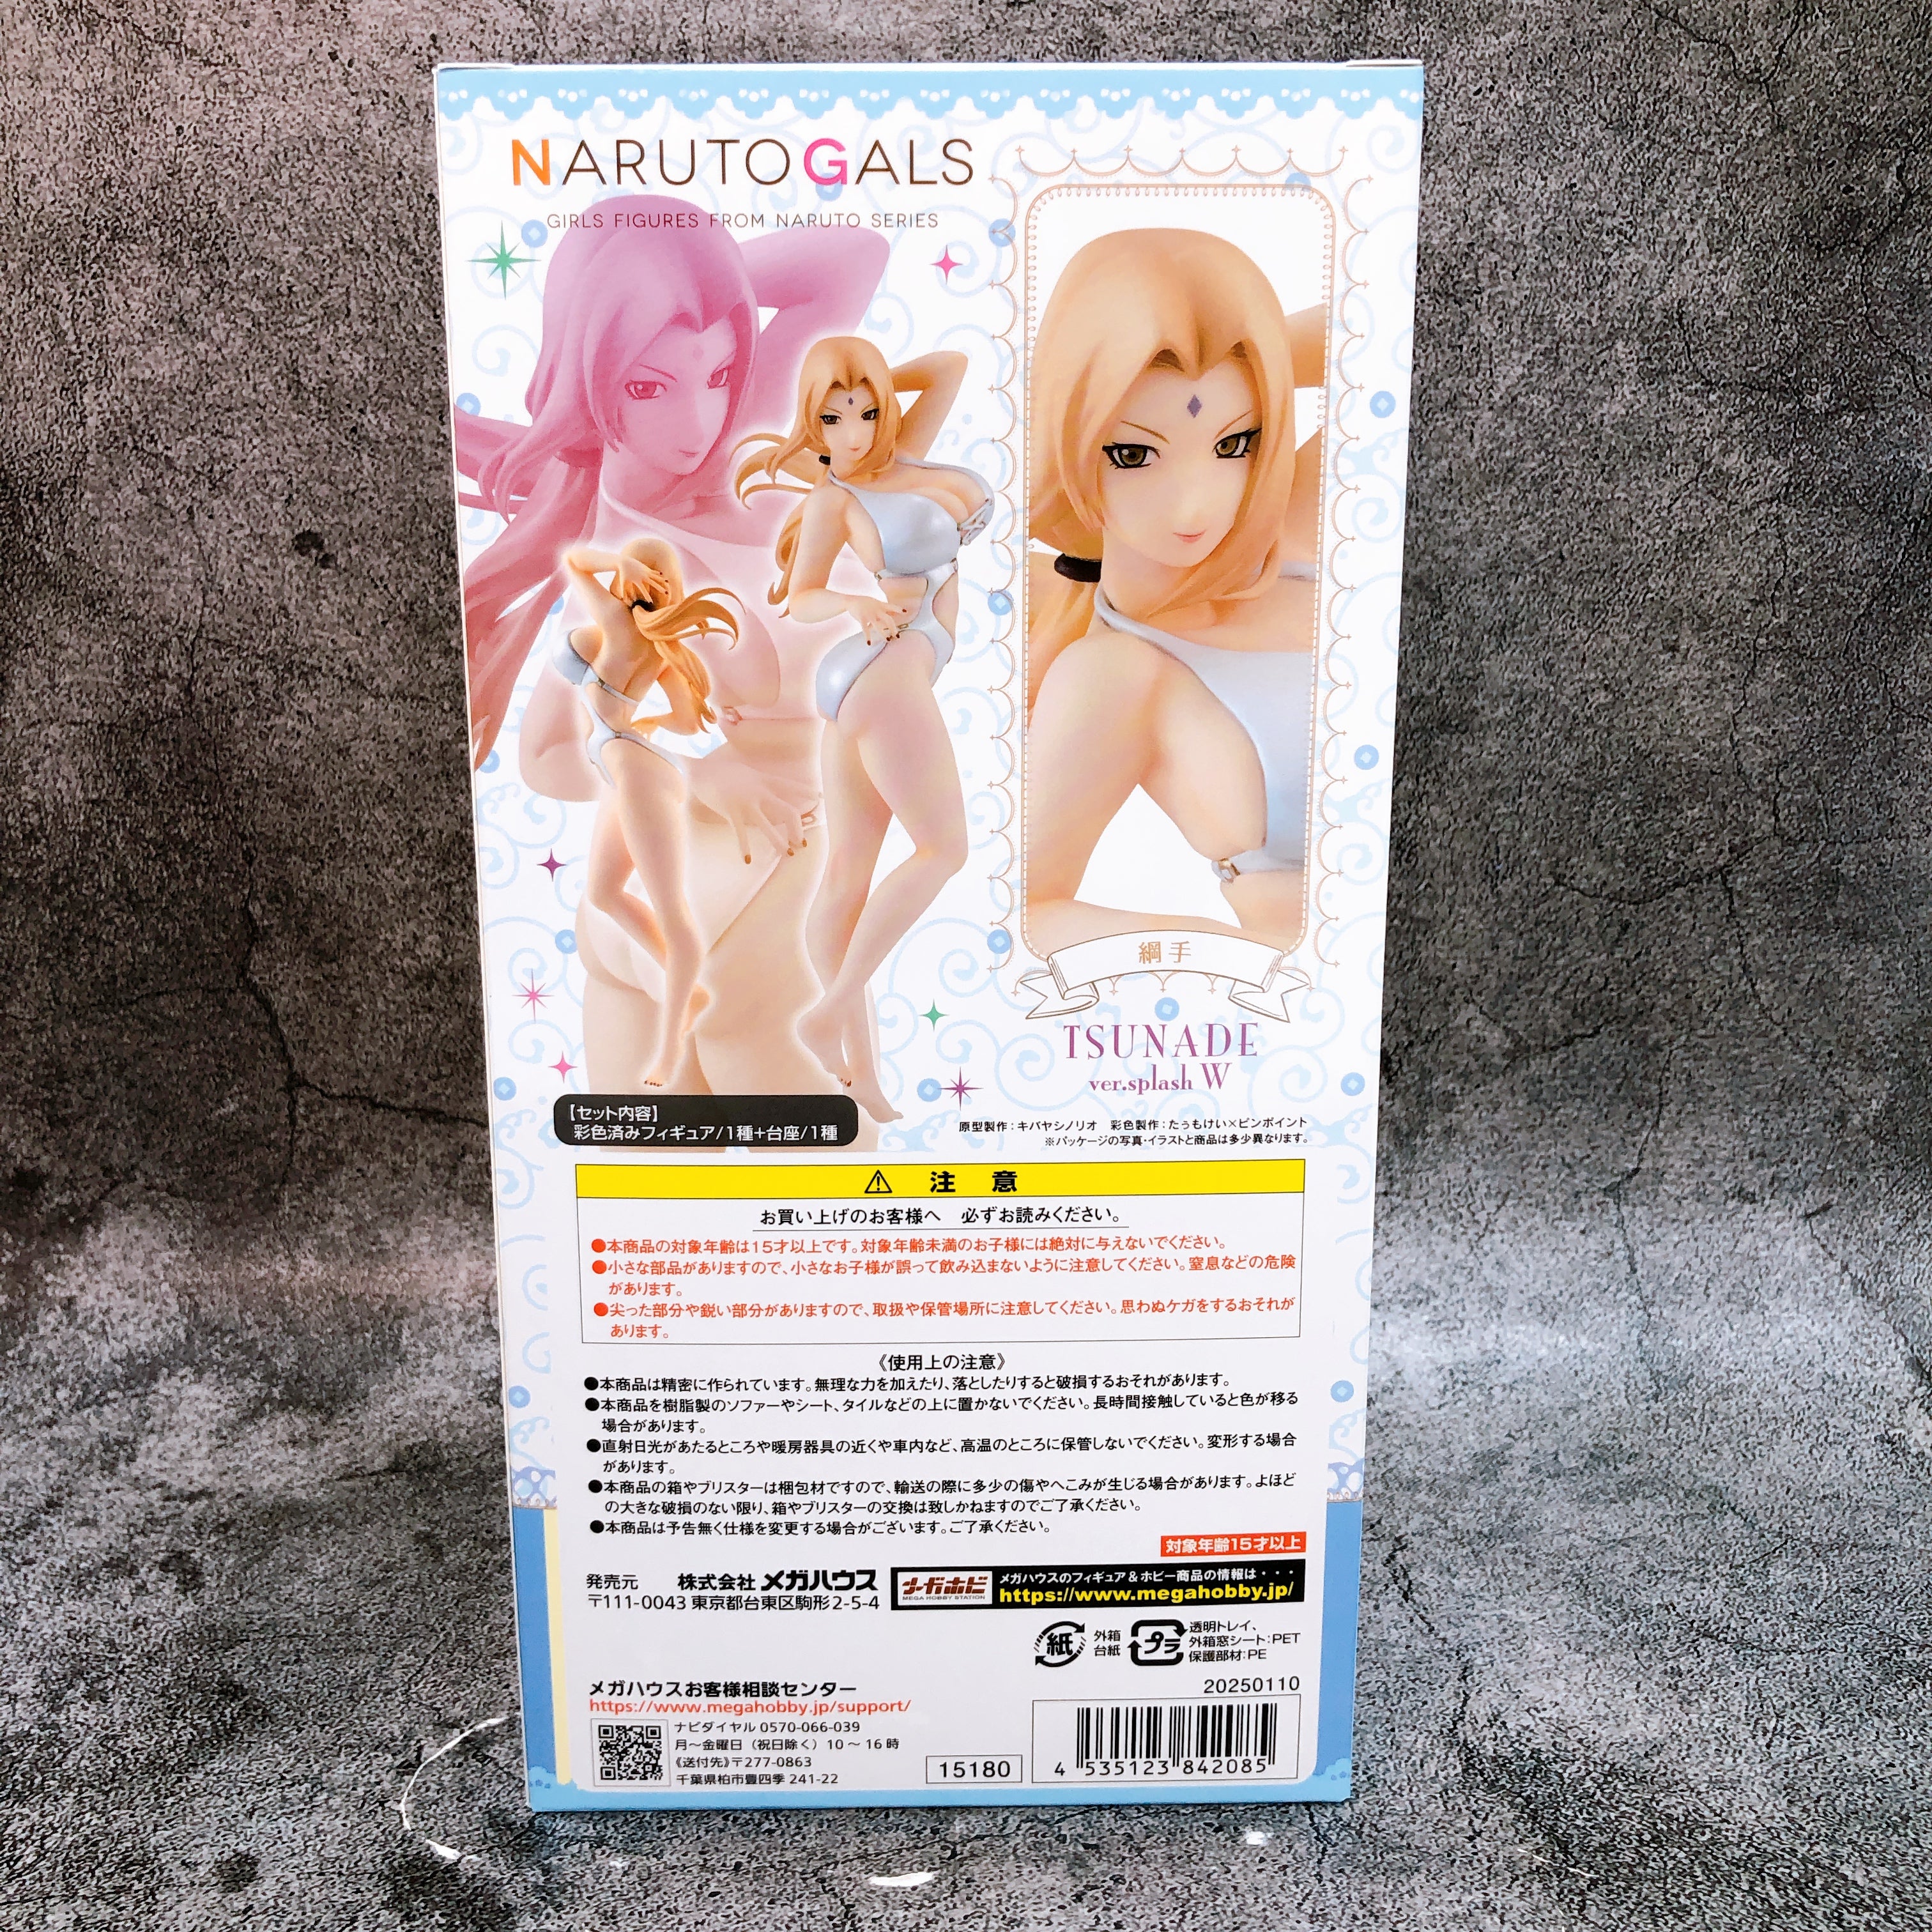 NARUTO GALS
GIRLS FIGURES FROM NARUTO SERIES
綱手
TSUNADE
ver.splash W
【セット内容】
彩色済みフィギュア/1種+台座/1種
原型製作：キバヤシノリオ　彩色製作：たぅもけい×ピンポイント
※パッケージの写真・イラストと商品は多少異なります。
⚠ 注意
お買い上げのお客様へ　必ずお読みください。
●本商品の対象年齢は15才以上です。対象年齢未満のお子様には絶対に与えないでください。
●小さな部品がありますので、小さなお子様が誤って飲み込まないように注意してください。窒息などの危険
があります。
●尖った部分や鋭い部分がありますので、取扱や保管場所に注意してください。思わぬケガをするおそれが
あります。
《使用上の注意》
●本商品は精密に作られています。無理な力を加えたり、落としたりすると破損するおそれがあります。
●本商品を樹脂製のソファーやシート、タイルなどの上に置かないでください。長時間接触していると色が移る
場合があります。
●直射日光があたるところや暖房器具の近くや車内など、高温のところに保管しないでください。変形する場合
があります。
●本商品の箱やブリスターは梱包材ですので、輸送の際に多少の傷やへこみが生じる場合があります。よほど
の大きな破損のない限り、箱やブリスターの交換は致しかねますのでご了承ください。
●本商品は予告無く仕様を変更する場合がございます。ご了承ください。
対象年齢15才以上
発売元　株式会社 メガハウス
〒111-0043 東京都台東区駒形2-5-4
メガホビ
MEGA HOBBY STATION
メガハウスのフィギュア＆ホビー商品の情報は・・・
https://www.megahobby.jp/
紙
外箱
台紙
プラ
透明トレイ、
外箱窓シート：PET
保護部材：PE
20250110
メガハウスお客様相談センター
https://www.megahobby.jp/support/
ナビダイヤル 0570-066-039
月～金曜日（祝日除く）10～16時
《送付先》〒277-0863
千葉県柏市豊四季 241-22
15180
4 535123 842085